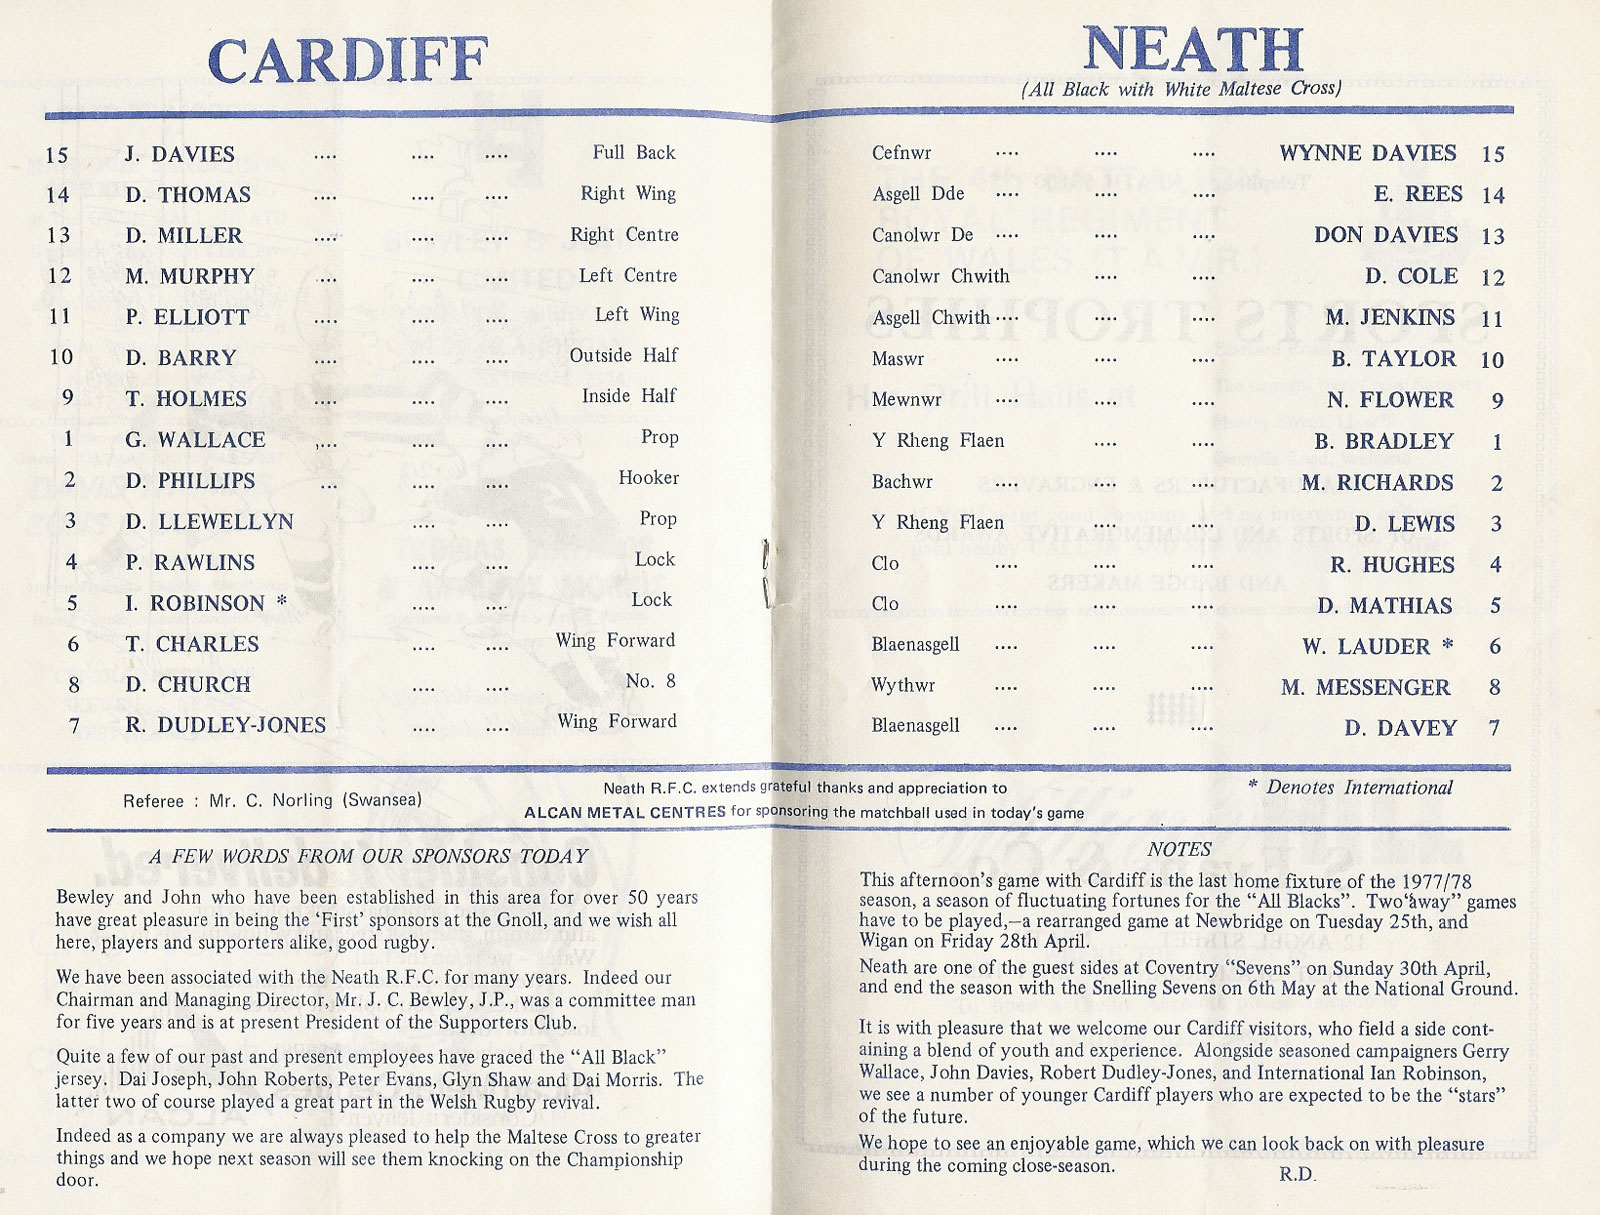 CARDIFF
15 J. DAVIES .... .... .... Full Back
14 D. THOMAS .... .... .... Right Wing
13 D. MILLER .... .... .... Right Centre
12 M. MURPHY .... .... .... Left Centre
11 P. ELLIOTT .... .... .... Left Wing
10 D. BARRY .... .... .... Outside Half
9 T. HOLMES .... .... .... Inside Half
1 G. WALLACE .... .... .... Prop
2 D. PHILLIPS ... .... .... Hooker
3 D. LLEWELLYN .... .... Prop
4 P. RAWLINS .... .... Lock
5 I. ROBINSON * .... .... Lock
6 T. CHARLES .... .... Wing Forward
8 D. CHURCH .... .... No. 8
7 R. DUDLEY-JONES .... .... Wing Forward
NEATH
(All Black with White Maltese Cross)
Cefnwr .... .... .... WYNNE DAVIES 15
Asgell Dde .... .... .... E. REES 14
Canolwr De .... .... .... DON DAVIES 13
Canolwr Chwith .... .... D. COLE 12
Asgell Chwith .... .... .... M. JENKINS 11
Maswr .... .... .... B. TAYLOR 10
Mewnwr .... .... .... N. FLOWER 9
Y Rheng Flaen .... .... B. BRADLEY 1
Bachwr .... .... .... M. RICHARDS 2
Y Rheng Flaen .... .... D. LEWIS 3
Clo .... .... .... R. HUGHES 4
Clo .... .... .... D. MATHIAS 5
Blaenasgell .... .... .... W. LAUDER * 6
Wythwr .... .... .... M. MESSENGER 8
Blaenasgell .... .... .... D. DAVEY 7
Referee : Mr. C. Norling (Swansea)
Neath R.F.C. extends grateful thanks and appreciation to
ALCAN METAL CENTRES for sponsoring the matchball used in today's game
* Denotes International
A FEW WORDS FROM OUR SPONSORS TODAY
Bewley and John who have been established in this area for over 50 years
have great pleasure in being the ‘First’ sponsors at the Gnoll, and we wish all
here, players and supporters alike, good rugby.
We have been associated with the Neath R.F.C. for many years. Indeed our
Chairman and Managing Director, Mr. J. C. Bewley, J.P., was a committee man
for five years and is at present President of the Supporters Club.
Quite a few of our past and present employees have graced the “All Black”
jersey. Dai Joseph, John Roberts, Peter Evans, Glyn Shaw and Dai Morris. The
latter two of course played a great part in the Welsh Rugby revival.
Indeed as a company we are always pleased to help the Maltese Cross to greater
things and we hope next season will see them knocking on the Championship
door.
NOTES
This afternoon’s game with Cardiff is the last home fixture of the 1977/78
season, a season of fluctuating fortunes for the “All Blacks”. Two“away” games
have to be played,—a rearranged game at Newbridge on Tuesday 25th, and
Wigan on Friday 28th April.
Neath are one of the guest sides at Coventry “Sevens” on Sunday 30th April,
and end the season with the Snelling Sevens on 6th May at the National Ground.
It is with pleasure that we welcome our Cardiff visitors, who field a side cont-
aining a blend of youth and experience. Alongside seasoned campaigners Gerry
Wallace, John Davies, Robert Dudley-Jones, and International Ian Robinson,
we see a number of younger Cardiff players who are expected to be the “stars”
of the future.
We hope to see an enjoyable game, which we can look back on with pleasure
during the coming close-season.
R.D.